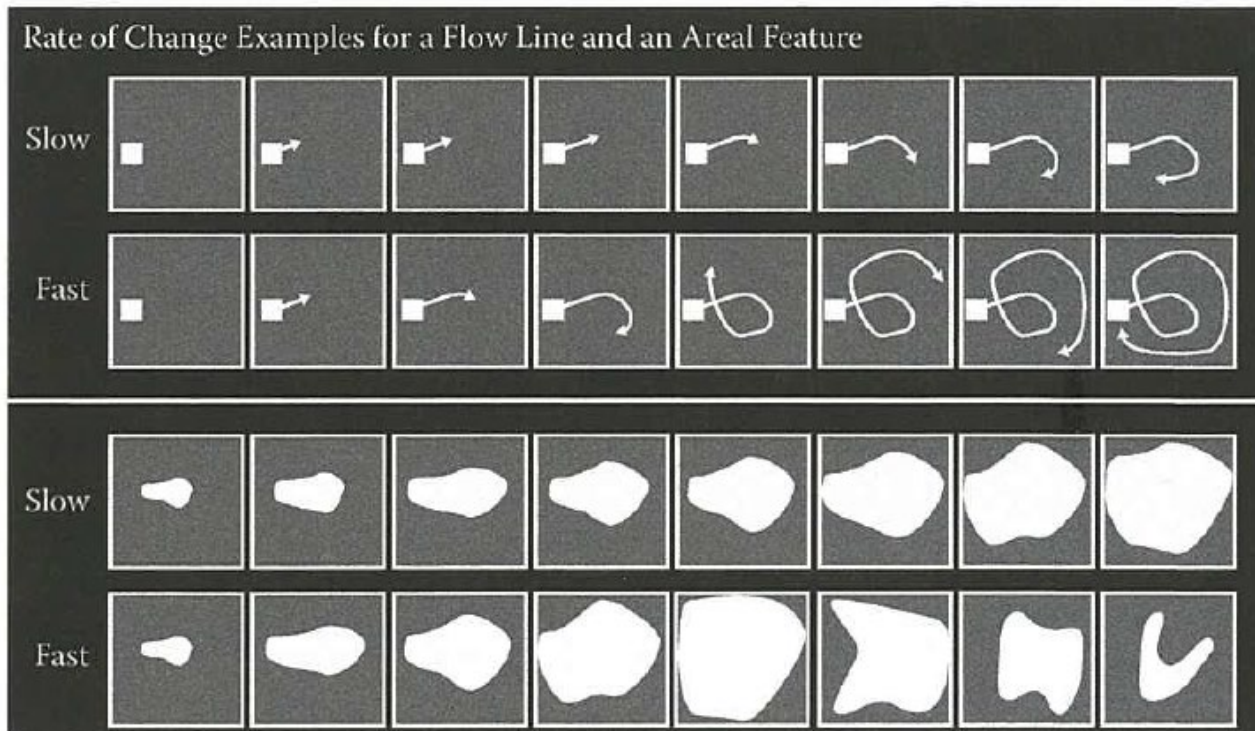 Rate of Change Examples for a Flow Line and an Areal Feature
Slow
Fast
Slow
Fast